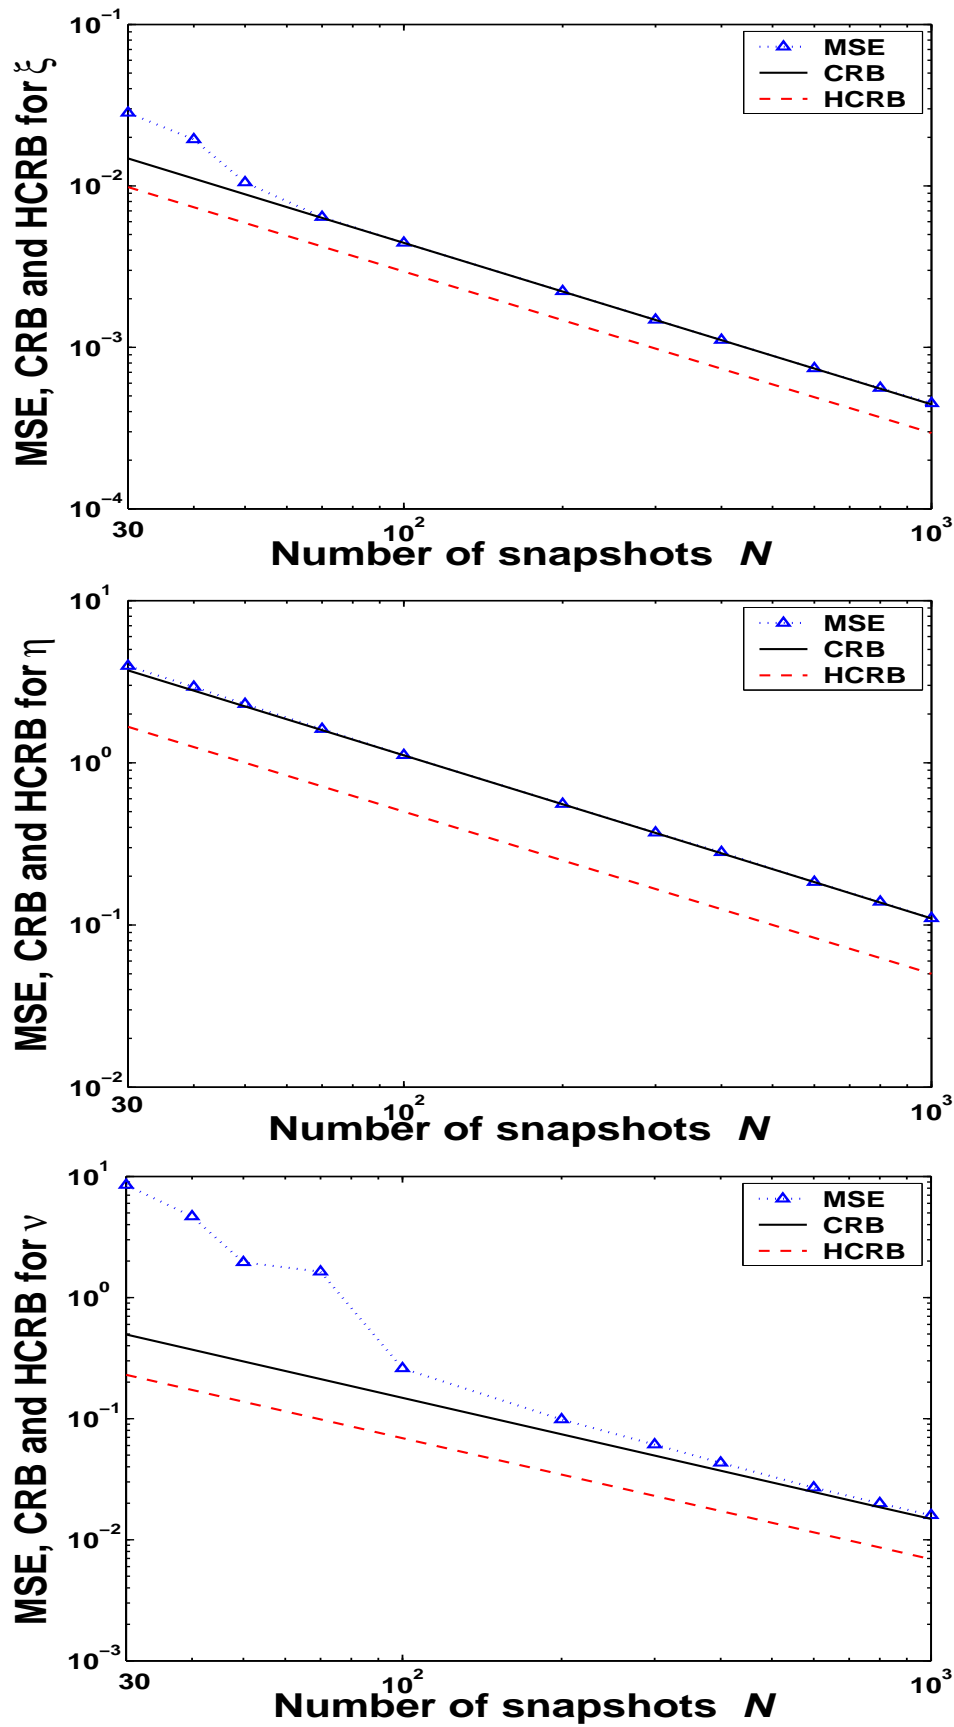 MSE, CRB and HCRB for ξ
10⁻¹
10⁻²
10⁻³
10⁻⁴
MSE
CRB
HCRB
30
10²
10³
Number of snapshots N
MSE, CRB and HCRB for η
10¹
10⁰
10⁻¹
10⁻²
MSE
CRB
HCRB
30
10²
10³
Number of snapshots N
MSE, CRB and HCRB for ν
10¹
10⁰
10⁻¹
10⁻²
10⁻³
MSE
CRB
HCRB
30
10²
10³
Number of snapshots N